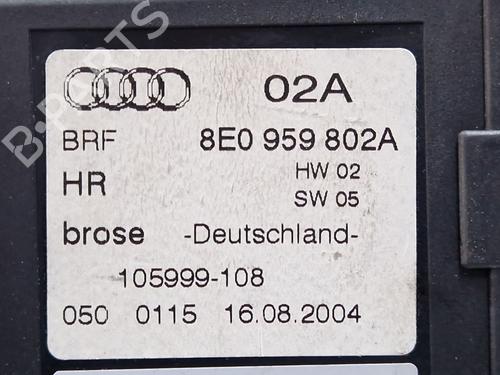 02A
BRF 8E0 959 802A
HR HW 02
SW 05
brose -Deutschland-
105999-108
050 0115 16.08.2004
B-PARTS